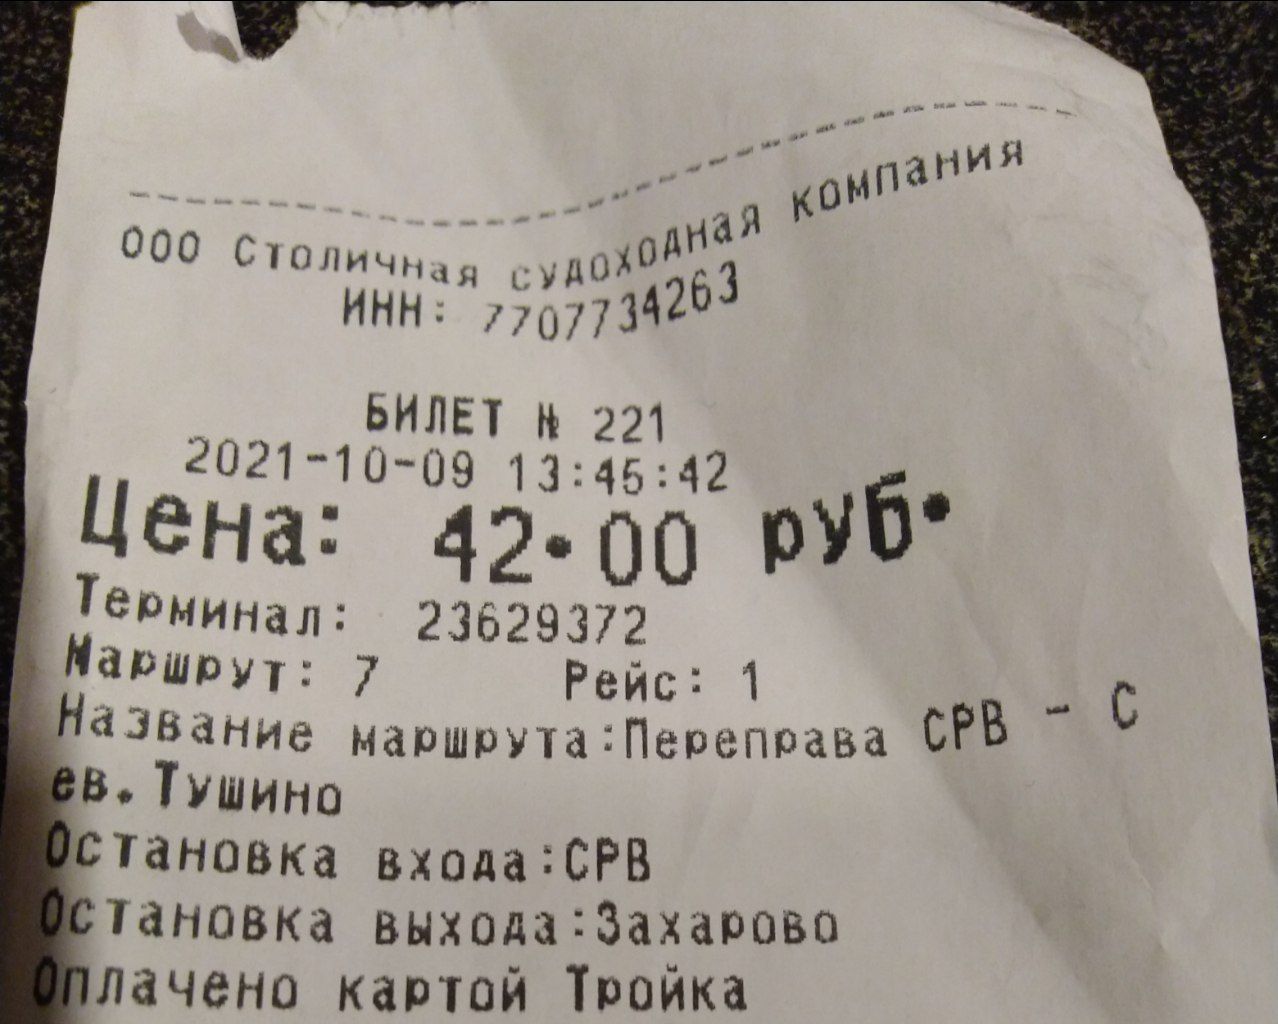 ООО Столичная судоходная компания
ИНН: 7707734263
БИЛЕТ № 221
2021-10-09 13:45:42
Цена: 42.00 руб.
Терминал: 23629372
Маршрут: 7 Рейс: 1
Название маршрута:Переправа СРВ - С
ев.Тушино
Остановка входа:СРВ
Остановка выхода:Захарово
Оплачено картой Тройка